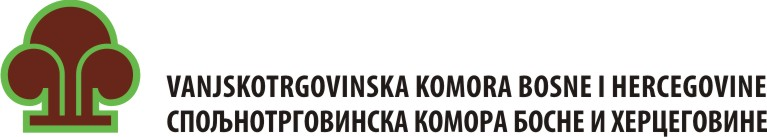 VANJSKOTRGOVINSKA KOMORA BOSNE I HERCEGOVINE
СПОЉНОТРГОВИНСКА КОМОРА БОСНЕ И ХЕРЦЕГОВИНЕ